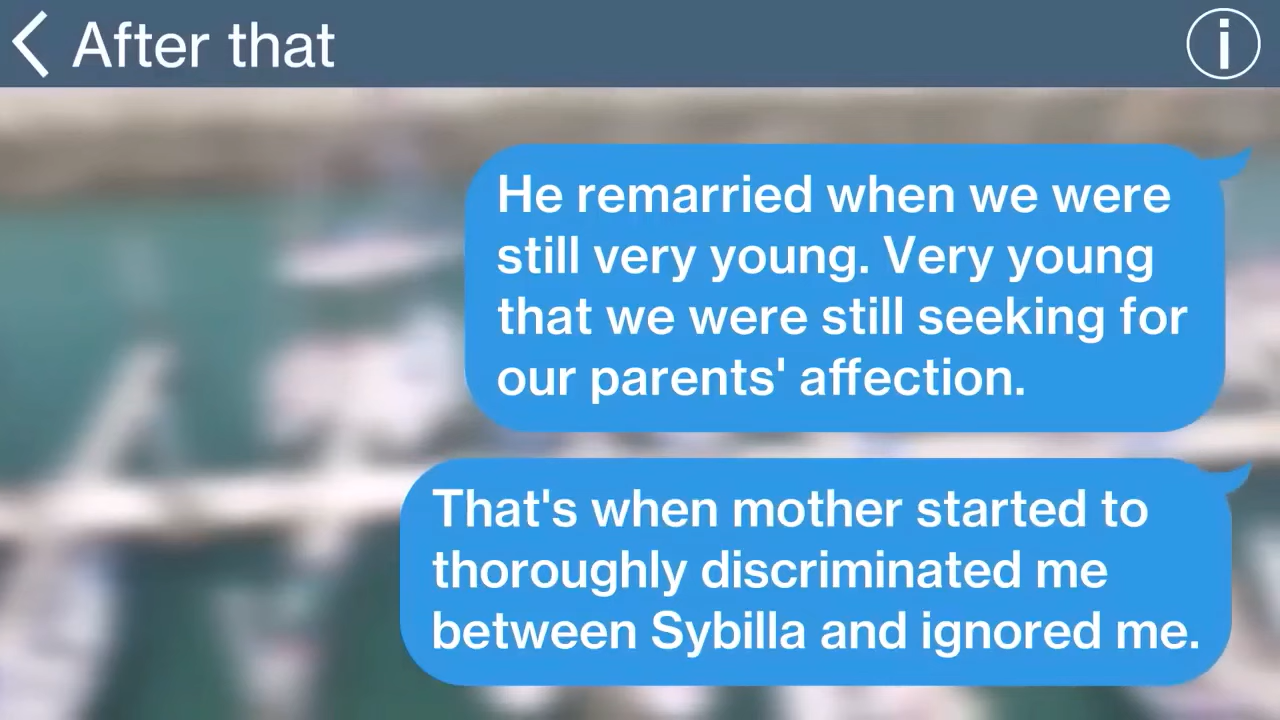 After that
He remarried when we were
still very young. Very young
that we were still seeking for
our parents' affection.
That's when mother started to
thoroughly discriminated me
between Sybilla and ignored me.